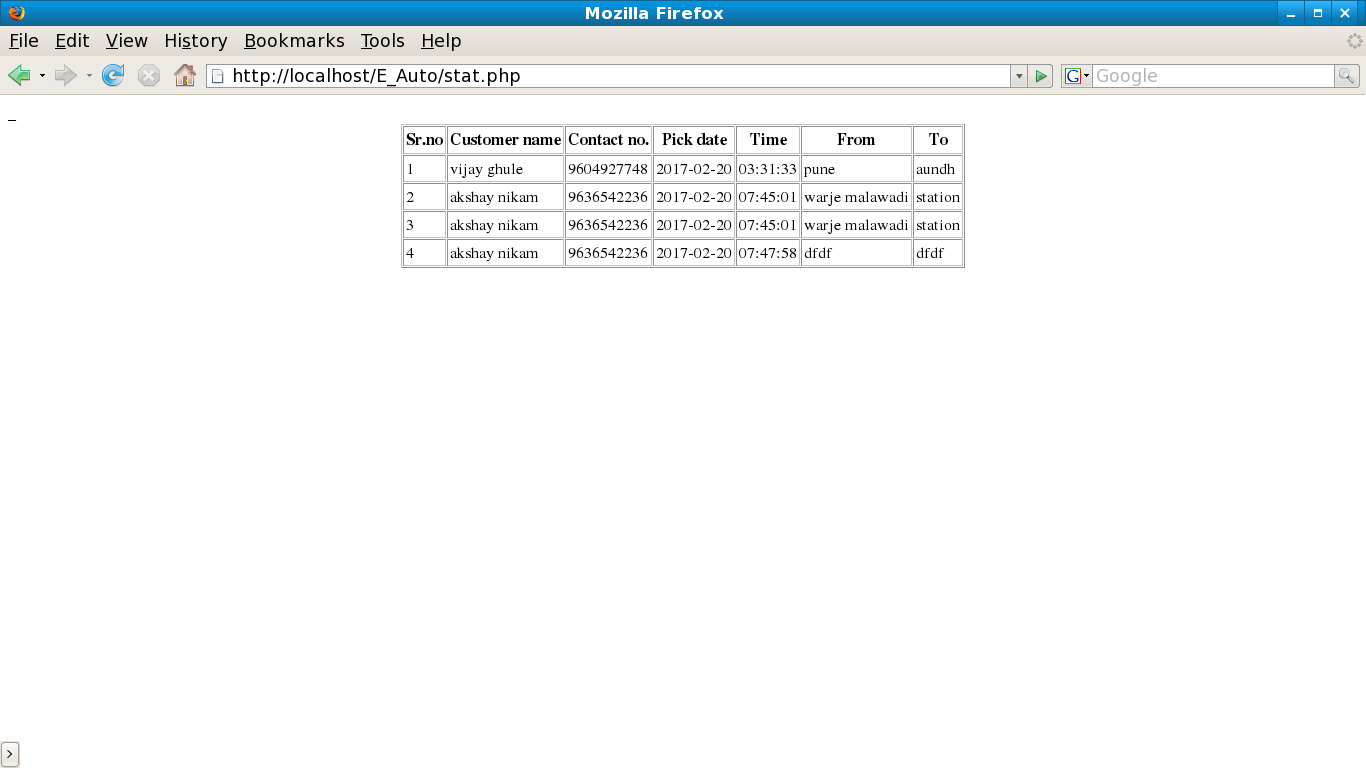 Mozilla Firefox
File Edit View History Bookmarks Tools Help
http://localhost/E_Auto/stat.php G Google
_
Sr.no Customer name Contact no. Pick date Time From To
1 vijay ghule 9604927748 2017-02-20 03:31:33 pune aundh
2 akshay nikam 9636542236 2017-02-20 07:45:01 warje malawadi station
3 akshay nikam 9636542236 2017-02-20 07:45:01 warje malawadi station
4 akshay nikam 9636542236 2017-02-20 07:47:58 dfdf dfdf
>